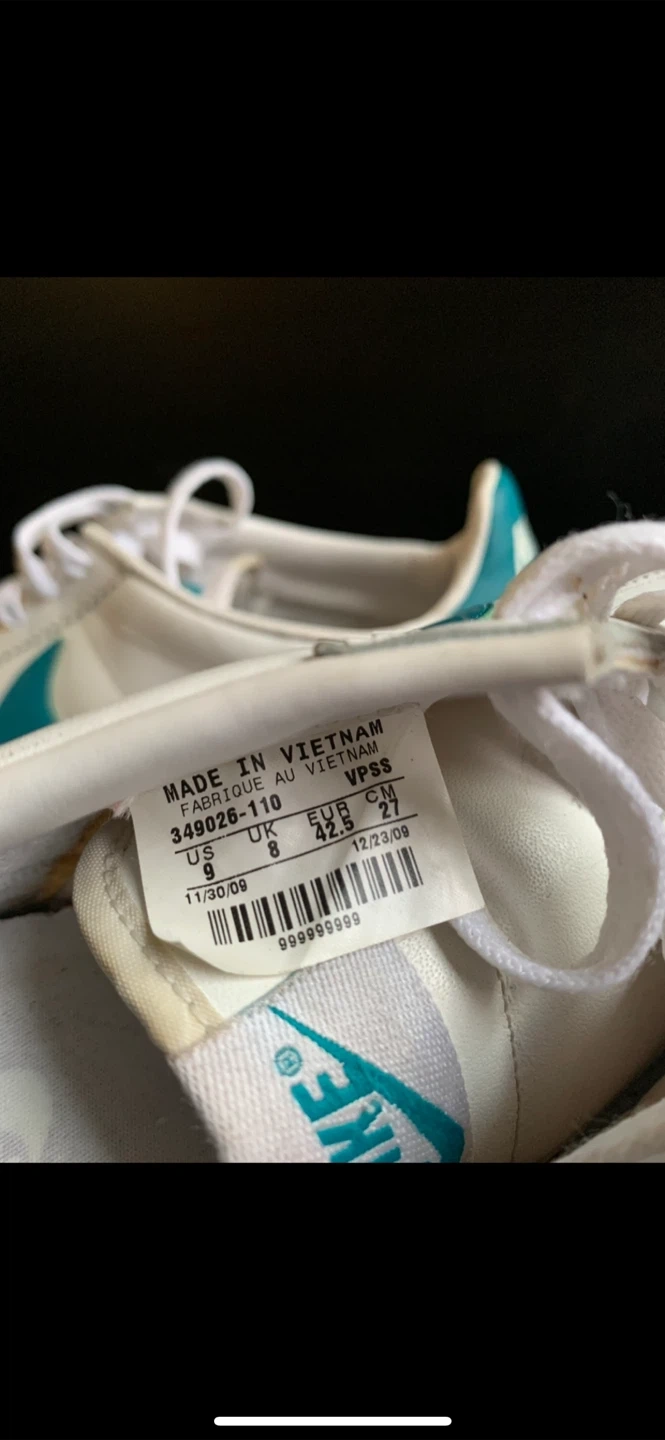 MADE IN VIETNAM
FABRIQUE AU VIETNAM
349026-110 VPSS
US UK EUR CM
9 8 42.5 27
11/30/09 12/23/09
999999999
®
NIKE